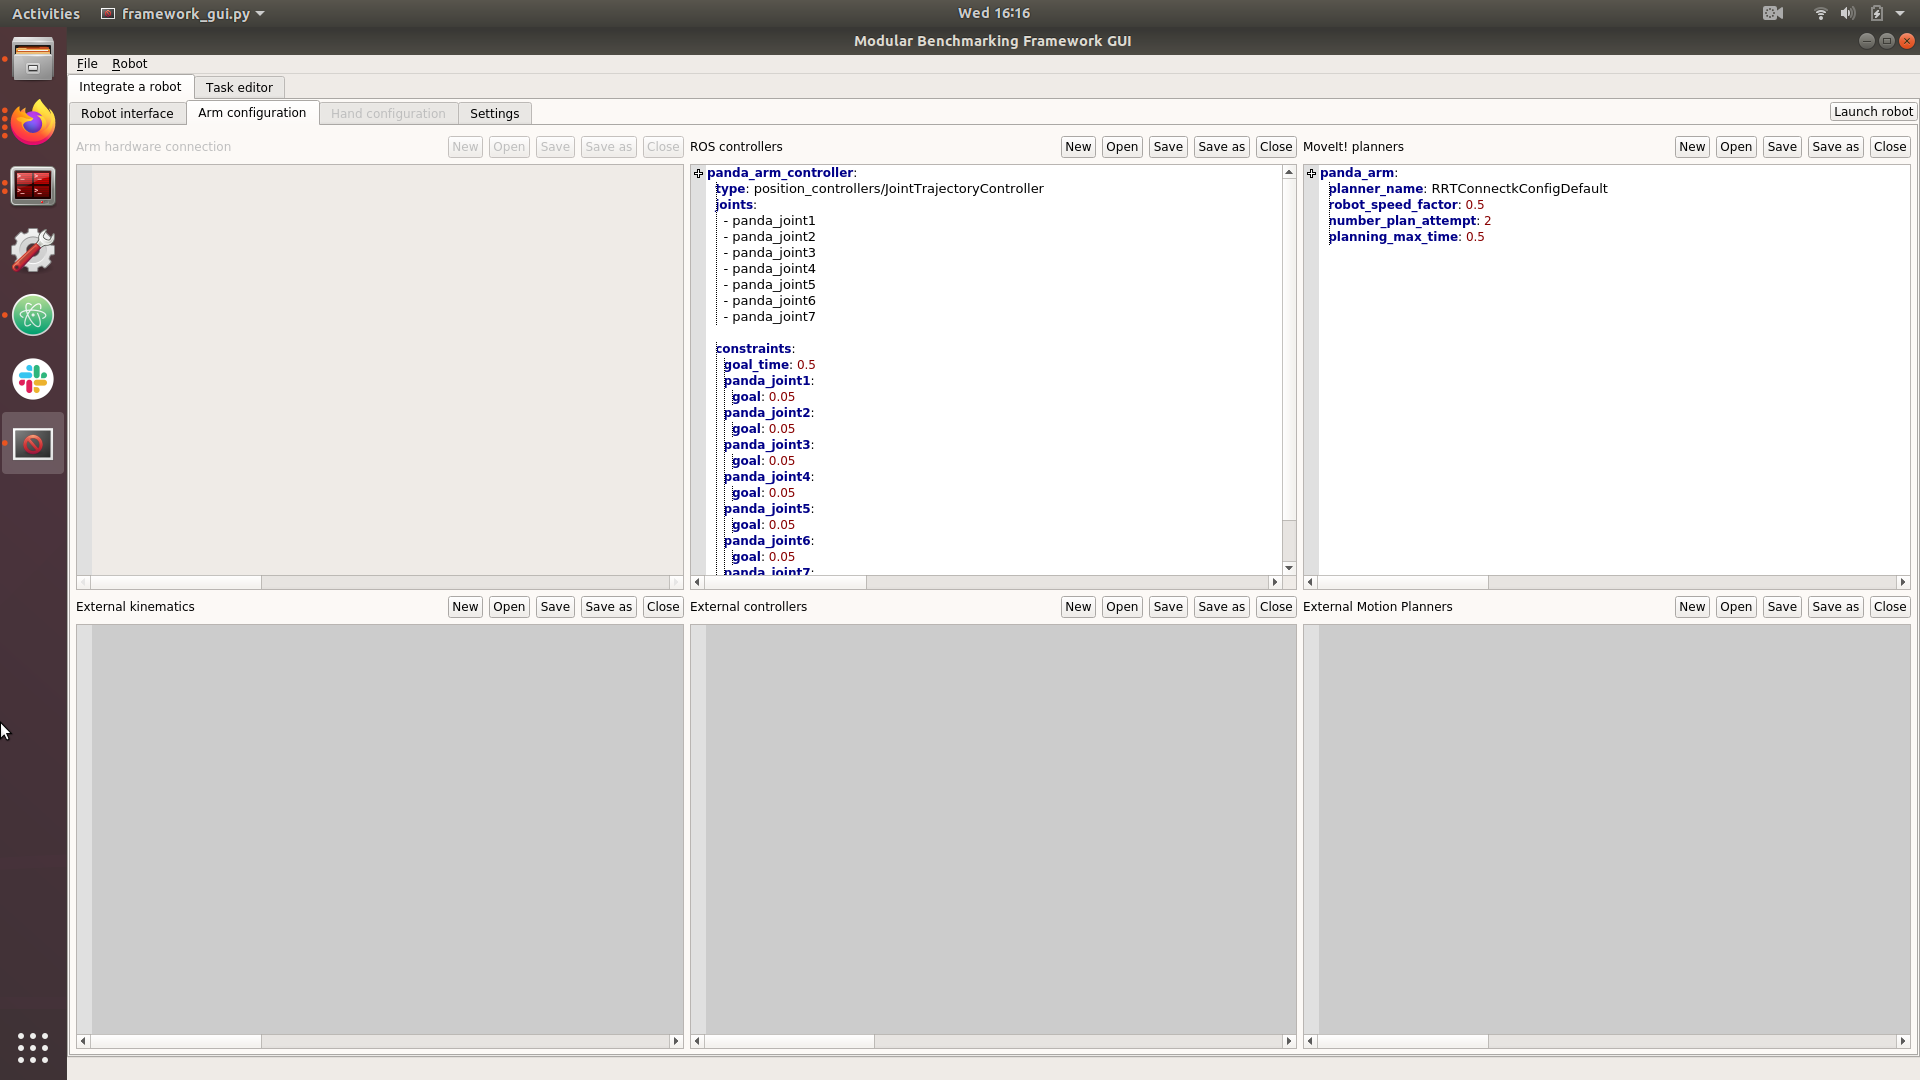 Activities framework_gui.py Wed 16:16
Modular Benchmarking Framework GUI
File Robot
Integrate a robot Task editor
Robot interface Arm configuration Hand configuration Settings Launch robot
Arm hardware connection New Open Save Save as Close
ROS controllers New Open Save Save as Close
panda_arm_controller:
type: position_controllers/JointTrajectoryController
joints:
- panda_joint1
- panda_joint2
- panda_joint3
- panda_joint4
- panda_joint5
- panda_joint6
- panda_joint7
constraints:
goal_time: 0.5
panda_joint1:
goal: 0.05
panda_joint2:
goal: 0.05
panda_joint3:
goal: 0.05
panda_joint4:
goal: 0.05
panda_joint5:
goal: 0.05
panda_joint6:
goal: 0.05
panda_joint7:
MoveIt! planners New Open Save Save as Close
panda_arm:
planner_name: RRTConnectkConfigDefault
robot_speed_factor: 0.5
number_plan_attempt: 2
planning_max_time: 0.5
External kinematics New Open Save Save as Close
External controllers New Open Save Save as Close
External Motion Planners New Open Save Save as Close